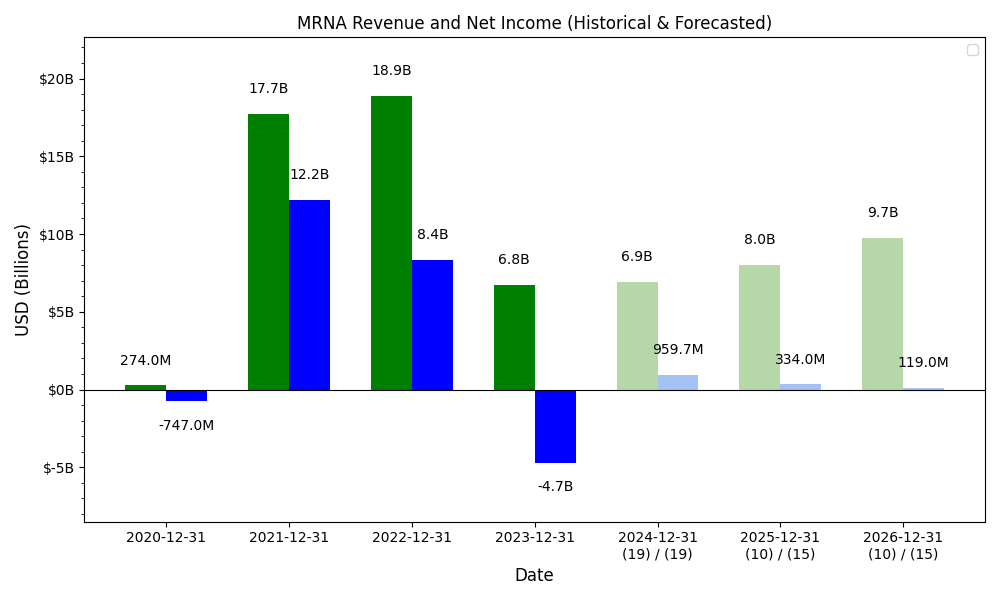 MRNA Revenue and Net Income (Historical & Forecasted)
USD (Billions)
$20B
$15B
$10B
$5B
$0B
$-5B
274.0M
-747.0M
17.7B
12.2B
18.9B
8.4B
6.8B
-4.7B
6.9B
959.7M
8.0B
334.0M
9.7B
119.0M
2020-12-31
2021-12-31
2022-12-31
2023-12-31
2024-12-31
(19) / (19)
2025-12-31
(10) / (15)
2026-12-31
(10) / (15)
Date